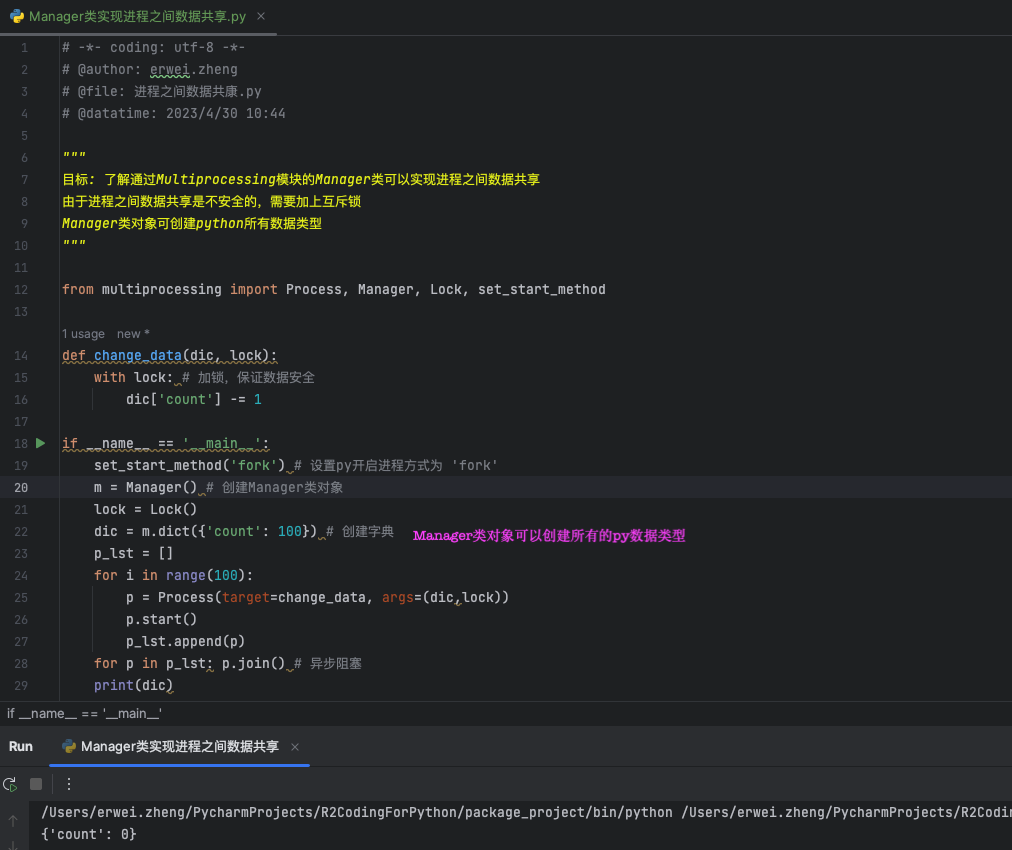 Manager类实现进程之间数据共享.py ×
1 # -*- coding: utf-8 -*-
2 # @author: erwei.zheng
3 # @file: 进程之间数据共康.py
4 # @datatime: 2023/4/30 10:44
5
6 """
7 目标: 了解通过Multiprocessing模块的Manager类可以实现进程之间数据共享
8 由于进程之间数据共享是不安全的，需要加上互斥锁
9 Manager类对象可创建python所有数据类型
10 """
11
12 from multiprocessing import Process, Manager, Lock, set_start_method
13
1 usage new *
14 def change_data(dic, lock):
15     with lock: # 加锁，保证数据安全
16         dic['count'] -= 1
17
18 if __name__ == '__main__':
19     set_start_method('fork') # 设置py开启进程方式为 'fork'
20     m = Manager() # 创建Manager类对象
21     lock = Lock()
22     dic = m.dict({'count': 100}) # 创建字典 Manager类对象可以创建所有的py数据类型
23     p_lst = []
24     for i in range(100):
25         p = Process(target=change_data, args=(dic,lock))
26         p.start()
27         p_lst.append(p)
28     for p in p_lst: p.join() # 异步阻塞
29     print(dic)
if __name__ == '__main__'
Run Manager类实现进程之间数据共享 ×
/Users/erwei.zheng/PycharmProjects/R2CodingForPython/package_project/bin/python /Users/erwei.zheng/PycharmProjects/R2Codin
{'count': 0}